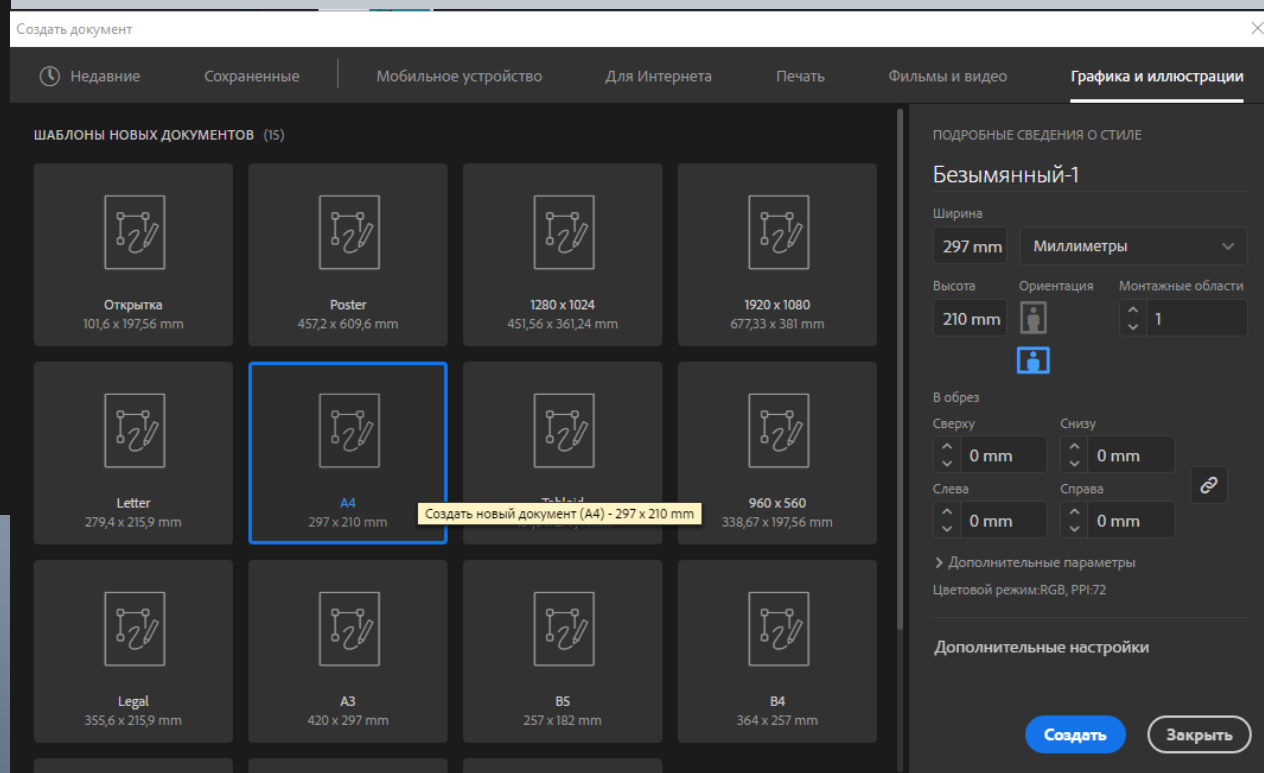 Создать документ
Недавние Сохраненные Мобильное устройство Для Интернета Печать Фильмы и видео Графика и иллюстрации
ШАБЛОНЫ НОВЫХ ДОКУМЕНТОВ (15)
Открытка
101,6 x 197,56 mm
Poster
457,2 x 609,6 mm
1280 x 1024
451,56 x 361,24 mm
1920 x 1080
677,33 x 381 mm
Letter
279,4 x 215,9 mm
A4
297 x 210 mm
Создать новый документ (A4) - 297 x 210 mm
960 x 560
338,67 x 197,56 mm
Legal
355,6 x 215,9 mm
A3
420 x 297 mm
B5
257 x 182 mm
B4
364 x 257 mm
ПОДРОБНЫЕ СВЕДЕНИЯ О СТИЛЕ
Безымянный-1
Ширина
297 mm Миллиметры
Высота Ориентация Монтажные области
210 mm 1
В обрез
Сверху Снизу
0 mm 0 mm
Слева Справа
0 mm 0 mm
Дополнительные параметры
Цветовой режим:RGB, PPI:72
Дополнительные настройки
Создать Закрыть